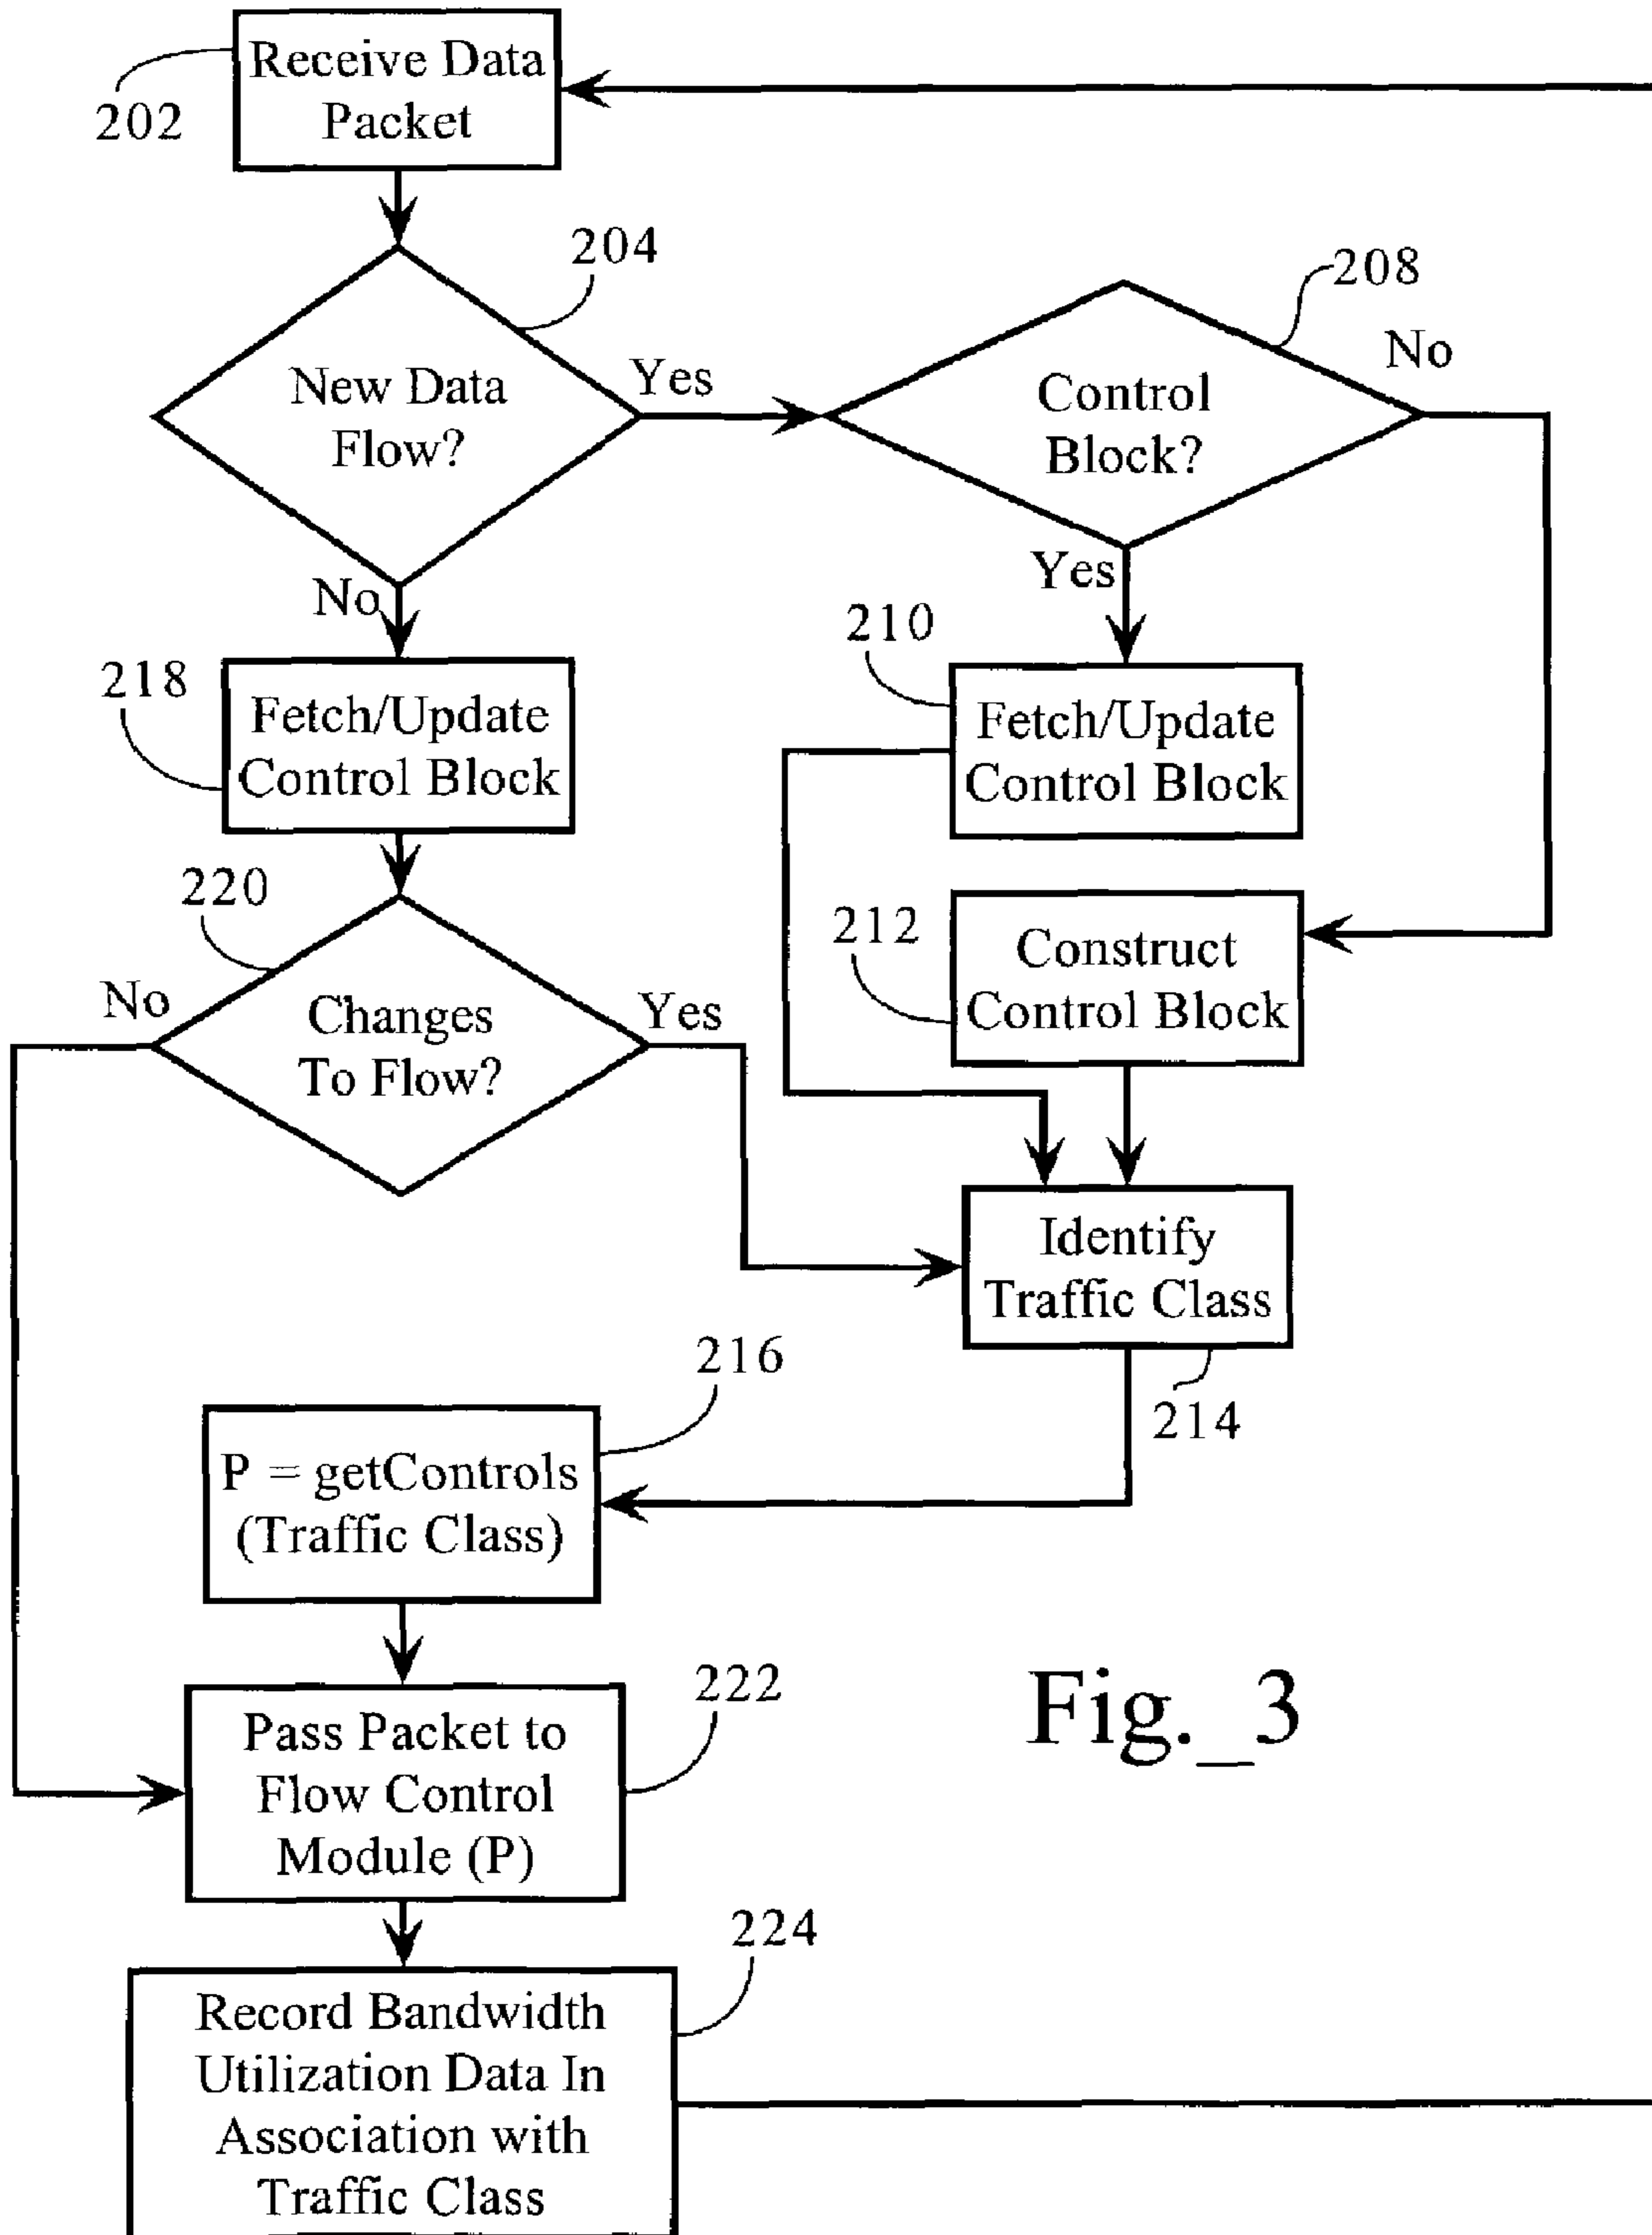 Receive Data
Packet
202
204
New Data
Flow?
Yes
No
208
Control
Block?
No
Yes
218
Fetch/Update
Control Block
210
Fetch/Update
Control Block
220
Changes
To Flow?
No
Yes
212
Construct
Control Block
Identify
Traffic Class
214
216
P = getControls
(Traffic Class)
222
Pass Packet to
Flow Control
Module (P)
Fig._3
224
Record Bandwidth
Utilization Data In
Association with
Traffic Class